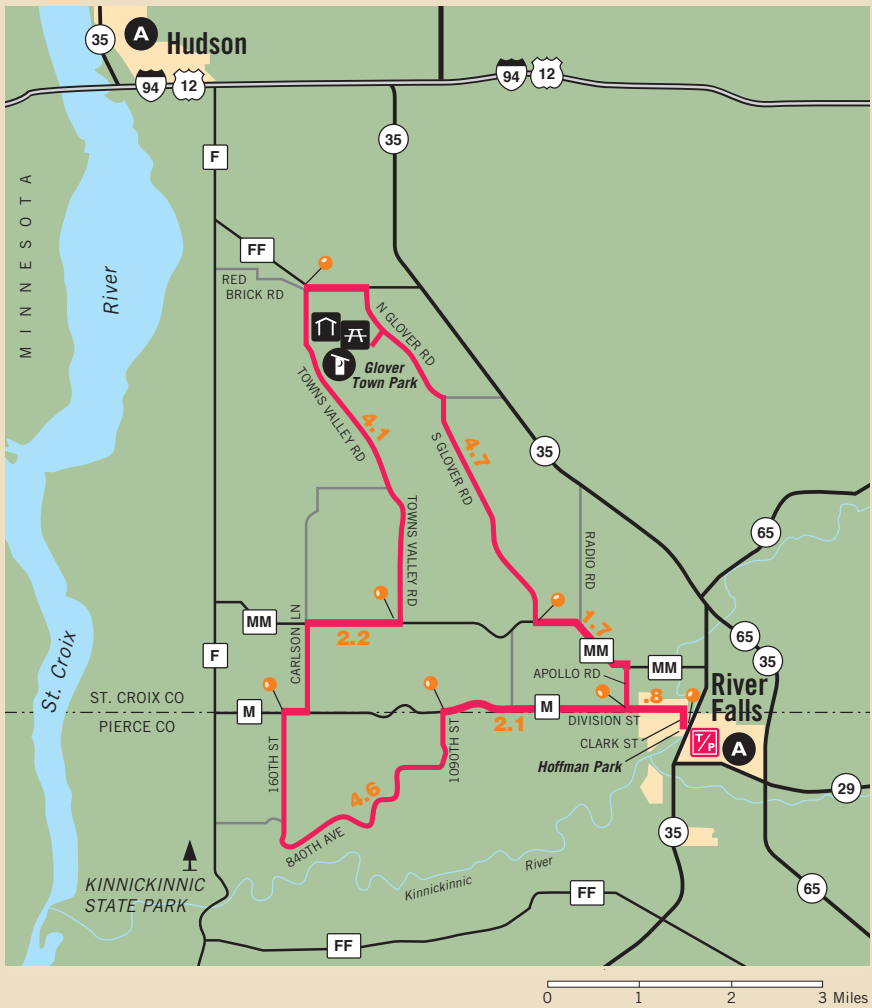 35
A
Hudson
94
12
94
12
F
35
MINNESOTA
River
FF
RED
BRICK RD
N GLOVER RD
Glover
Town Park
TOWNS VALLEY RD
4.1
S GLOVER RD
4.7
35
65
TOWNS VALLEY RD
RADIO RD
CARLSON LN
MM
2.2
1.7
MM
MM
65
35
F
St. Croix
APOLLO RD
River
Falls
ST. CROIX CO
PIERCE CO
M
M
.8
2.1
DIVISION ST
CLARK ST
Hoffman Park
T/P
A
160TH ST
1090TH ST
4.6
840TH AVE
29
35
65
KINNICKINNIC
STATE PARK
Kinnickinnic
River
FF
FF
0 1 2 3 Miles